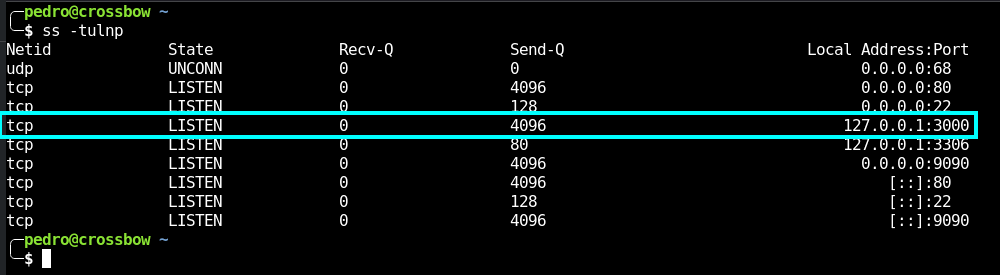 ╭─pedro@crossbow ~
╰─$ ss -tulnp
Netid State Recv-Q Send-Q Local Address:Port
udp UNCONN 0 0 0.0.0.0:68
tcp LISTEN 0 4096 0.0.0.0:80
tcp LISTEN 0 128 0.0.0.0:22
tcp LISTEN 0 4096 127.0.0.1:3000
tcp LISTEN 0 80 127.0.0.1:3306
tcp LISTEN 0 4096 0.0.0.0:9090
tcp LISTEN 0 4096 [::]:80
tcp LISTEN 0 128 [::]:22
tcp LISTEN 0 4096 [::]:9090
╭─pedro@crossbow ~
╰─$